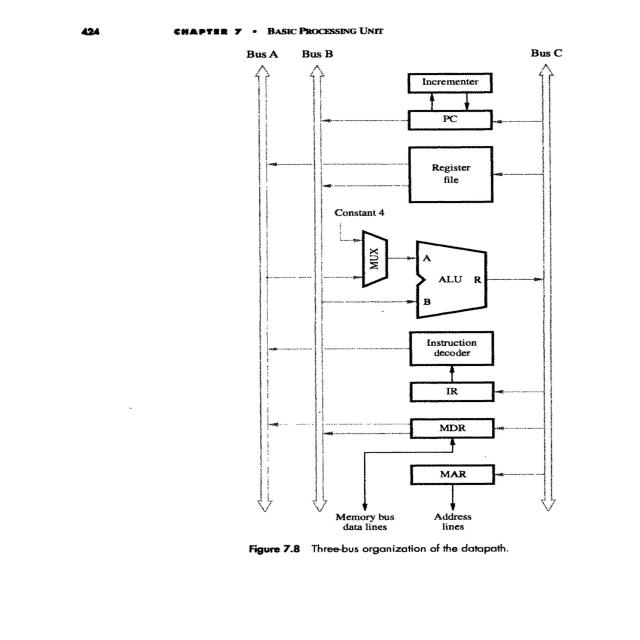 424 CHAPTER 7 • BASIC PROCESSING UNIT
Bus A Bus B Bus C
Incrementer
PC
Register
file
Constant 4
MUX
A
ALU R
B
Instruction
decoder
IR
MDR
MAR
Memory bus
data lines
Address
lines
Figure 7.8 Three-bus organization of the datapath.